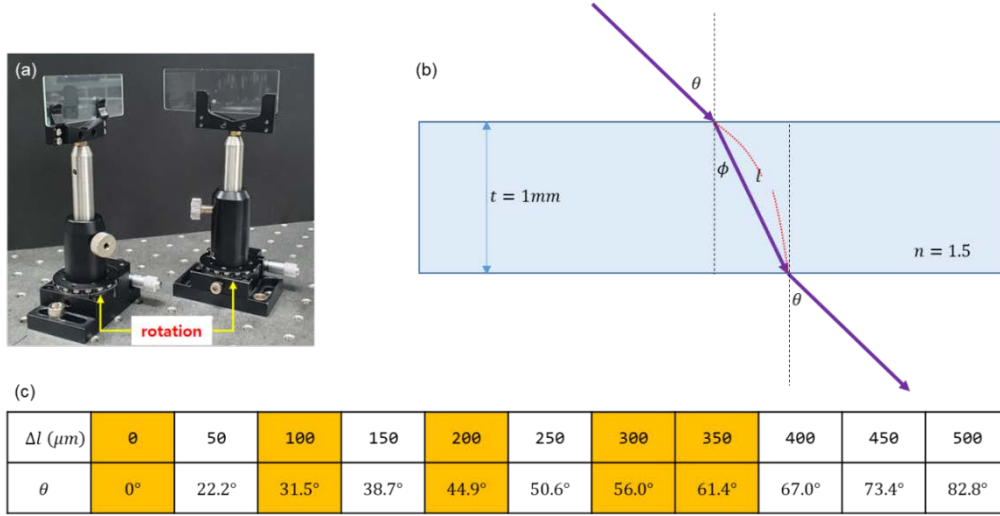 (a)
rotation
(b)
θ
ϕ
l
t = 1mm
n = 1.5
θ
(c)
Δl (μm) 0 50 100 150 200 250 300 350 400 450 500
θ 0° 22.2° 31.5° 38.7° 44.9° 50.6° 56.0° 61.4° 67.0° 73.4° 82.8°